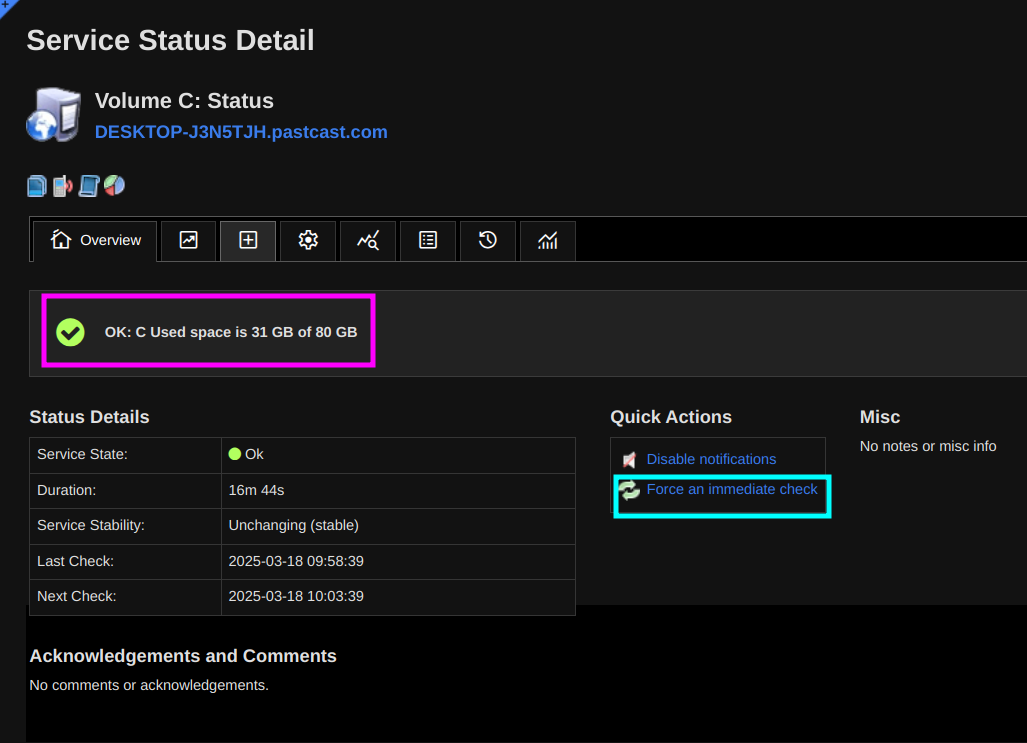 Service Status Detail
Volume C: Status
DESKTOP-J3N5TJH.pastcast.com
Overview
OK: C Used space is 31 GB of 80 GB
Status Details
Service State: Ok
Duration: 16m 44s
Service Stability: Unchanging (stable)
Last Check: 2025-03-18 09:58:39
Next Check: 2025-03-18 10:03:39
Quick Actions
Disable notifications
Force an immediate check
Misc
No notes or misc info
Acknowledgements and Comments
No comments or acknowledgements.